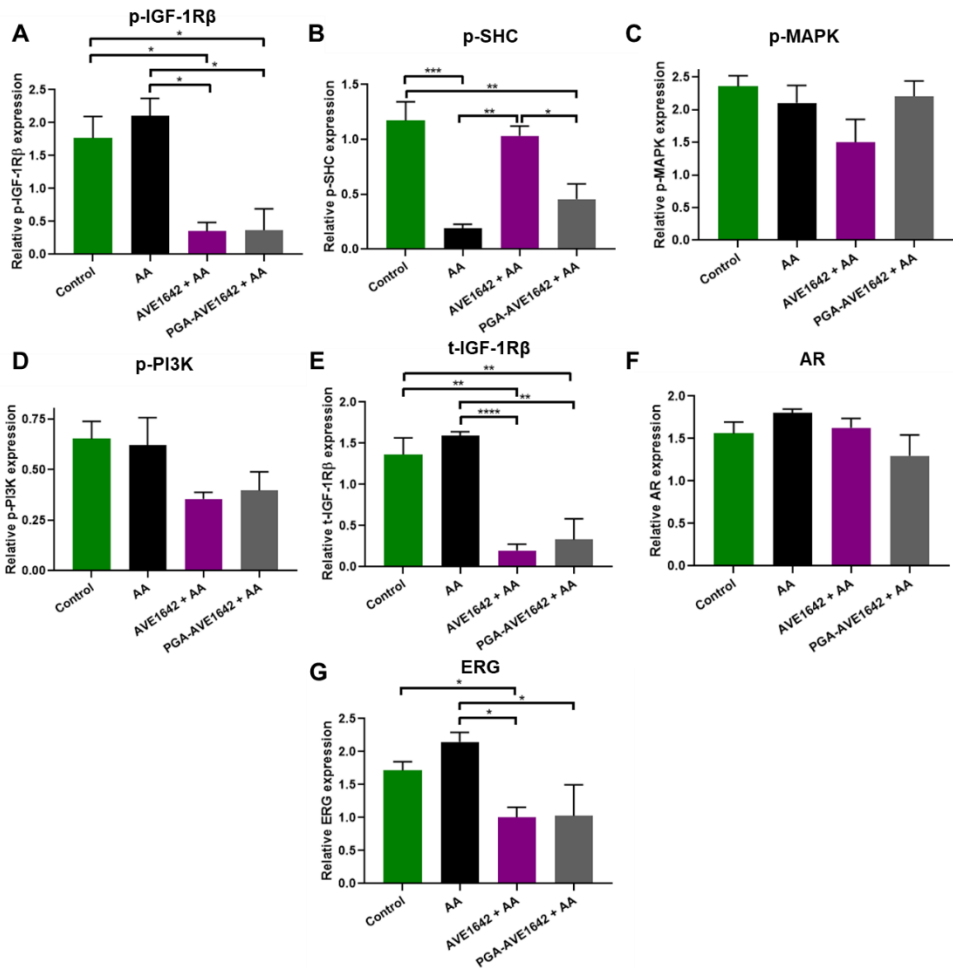 A
p-IGF-1Rβ
*
*
*
*
Relative p-IGF-1Rβ expression
2.5
2.0
1.5
1.0
0.5
0.0
Control
AA
AVE1642 + AA
PGA-AVE1642 + AA
B
p-SHC
***
**
**
*
Relative p-SHC expression
1.5
1.0
0.5
0.0
Control
AA
AVE1642 + AA
PGA-AVE1642 + AA
C
p-MAPK
Relative p-MAPK expression
2.5
2.0
1.5
1.0
0.5
0.0
Control
AA
AVE1642 + AA
PGA-AVE1642 + AA
D
p-PI3K
Relative p-PI3K expression
0.75
0.50
0.25
0.00
Control
AA
AVE1642 + AA
PGA-AVE1642 + AA
E
t-IGF-1Rβ
**
**
**
****
Relative t-IGF-1Rβ expression
2.0
1.5
1.0
0.5
0.0
Control
AA
AVE1642 + AA
PGA-AVE1642 + AA
F
AR
Relative AR expression
2.0
1.5
1.0
0.5
0.0
Control
AA
AVE1642 + AA
PGA-AVE1642 + AA
G
ERG
*
*
*
Relative ERG expression
2.5
2.0
1.5
1.0
0.5
0.0
Control
AA
AVE1642 + AA
PGA-AVE1642 + AA